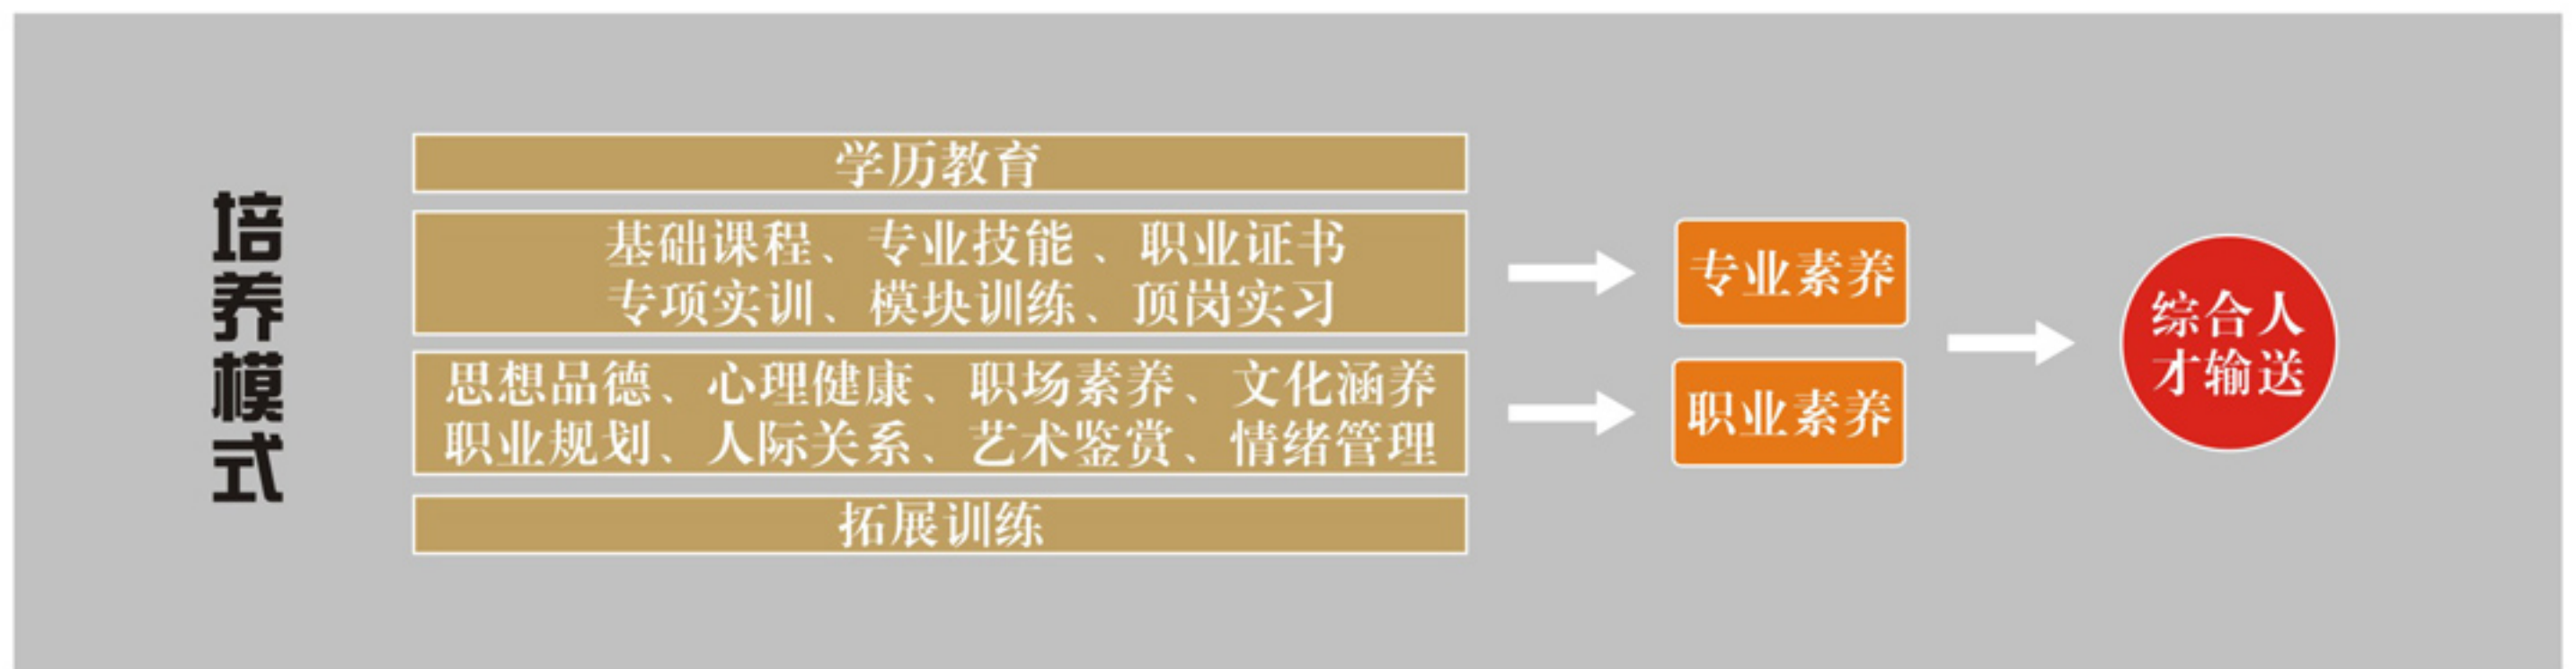 培养模式
学历教育
基础课程、专业技能、职业证书
专项实训、模块训练、顶岗实习
思想品德、心理健康、职场素养、文化涵养
职业规划、人际关系、艺术鉴赏、情绪管理
拓展训练
专业素养
职业素养
综合人
才输送